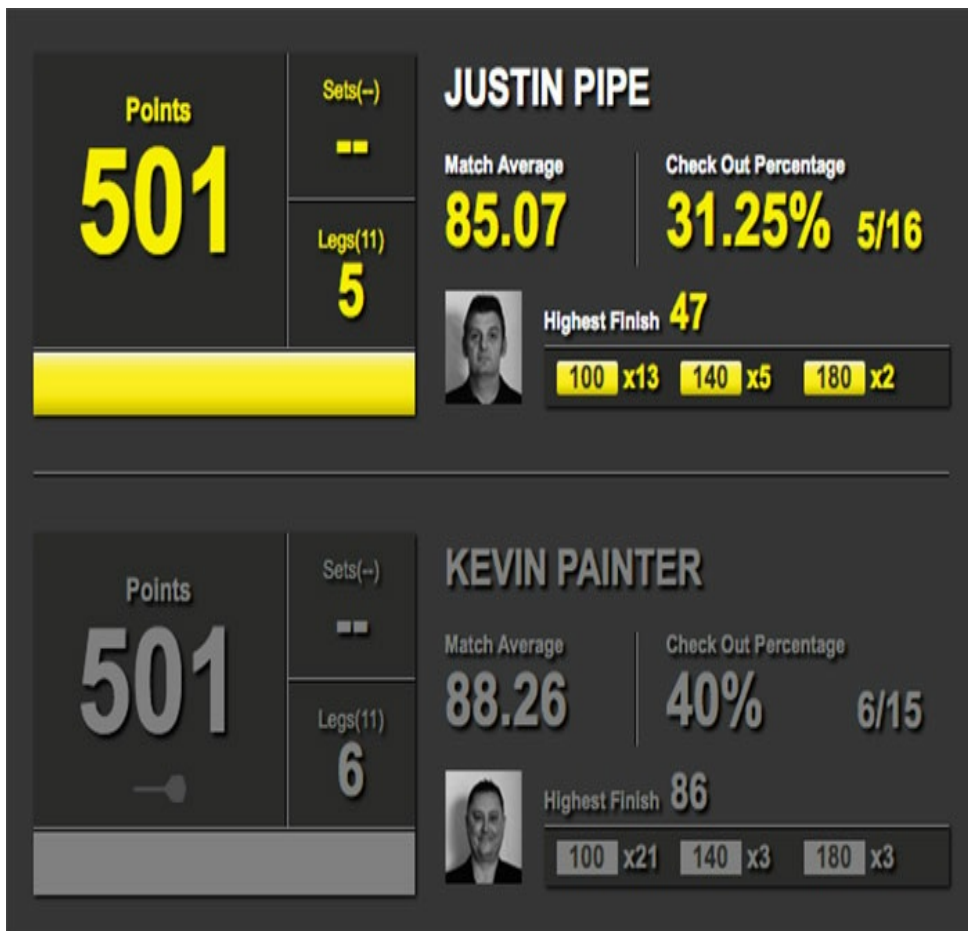 JUSTIN PIPE
Points
501
Sets(--)
--
Legs(11)
5
Match Average
85.07
Check Out Percentage
31.25% 5/16
Highest Finish 47
100 x13 140 x5 180 x2
KEVIN PAINTER
Points
501
Sets(--)
--
Legs(11)
6
Match Average
88.26
Check Out Percentage
40% 6/15
Highest Finish 86
100 x21 140 x3 180 x3